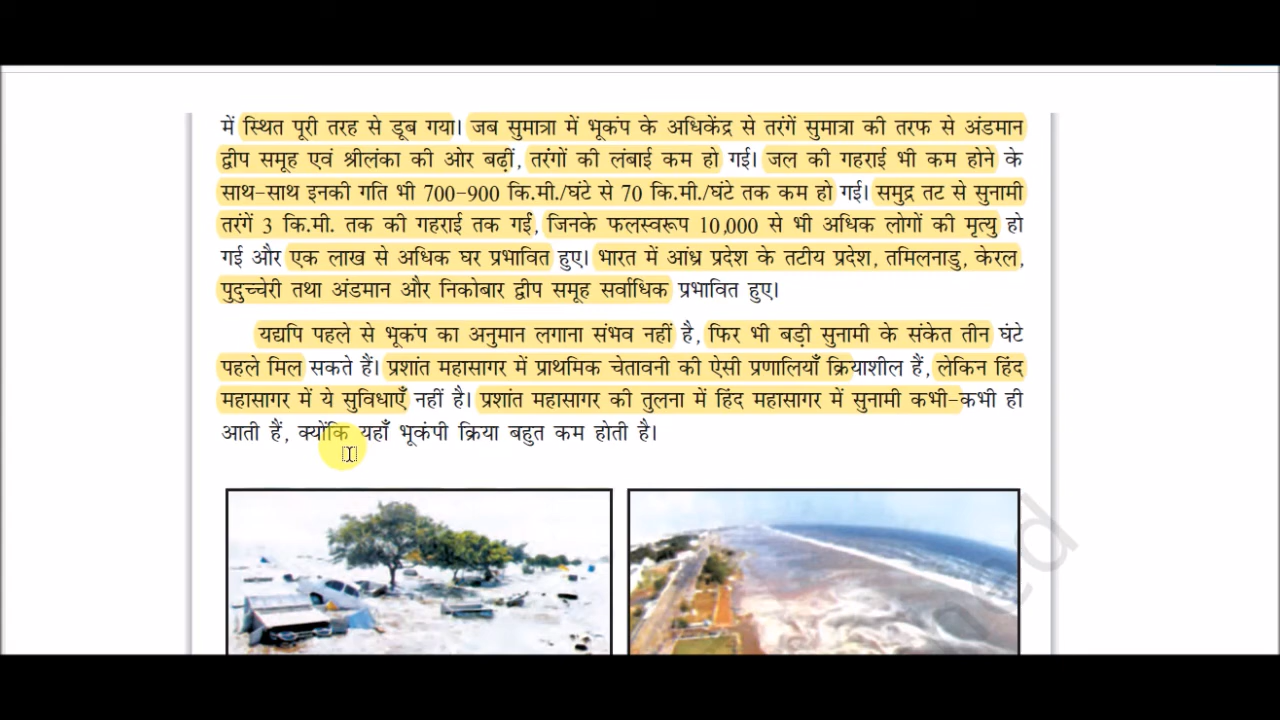 में स्थित पूरी तरह से डूब गया। जब सुमात्रा में भूकंप के अधिकेंद्र से तरंगें सुमात्रा की तरफ से अंडमान
द्वीप समूह एवं श्रीलंका की ओर बढ़ीं, तरंगों की लंबाई कम हो गई। जल की गहराई भी कम होने के
साथ-साथ इनकी गति भी 700-900 कि.मी./घंटे से 70 कि.मी./घंटे तक कम हो गई। समुद्र तट से सुनामी
तरंगें 3 कि.मी. तक की गहराई तक गईं, जिनके फलस्वरूप 10,000 से भी अधिक लोगों की मृत्यु हो
गई और एक लाख से अधिक घर प्रभावित हुए। भारत में आंध्र प्रदेश के तटीय प्रदेश, तमिलनाडु, केरल,
पुदुच्चेरी तथा अंडमान और निकोबार द्वीप समूह सर्वाधिक प्रभावित हुए।
यद्यपि पहले से भूकंप का अनुमान लगाना संभव नहीं है, फिर भी बड़ी सुनामी के संकेत तीन घंटे
पहले मिल सकते हैं। प्रशांत महासागर में प्राथमिक चेतावनी की ऐसी प्रणालियाँ क्रियाशील हैं, लेकिन हिंद
महासागर में ये सुविधाएँ नहीं है। प्रशांत महासागर की तुलना में हिंद महासागर में सुनामी कभी-कभी ही
आती हैं, क्योंकि यहाँ भूकंपी क्रिया बहुत कम होती है।